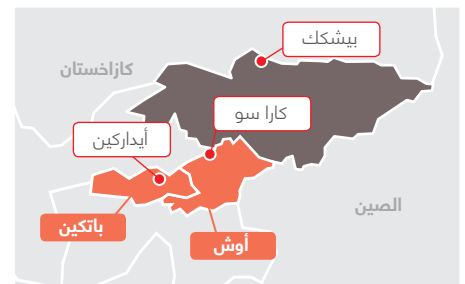 بيشكك
كازاخستان
كارا سو
أيداركين
الصين
باتكين
أوش